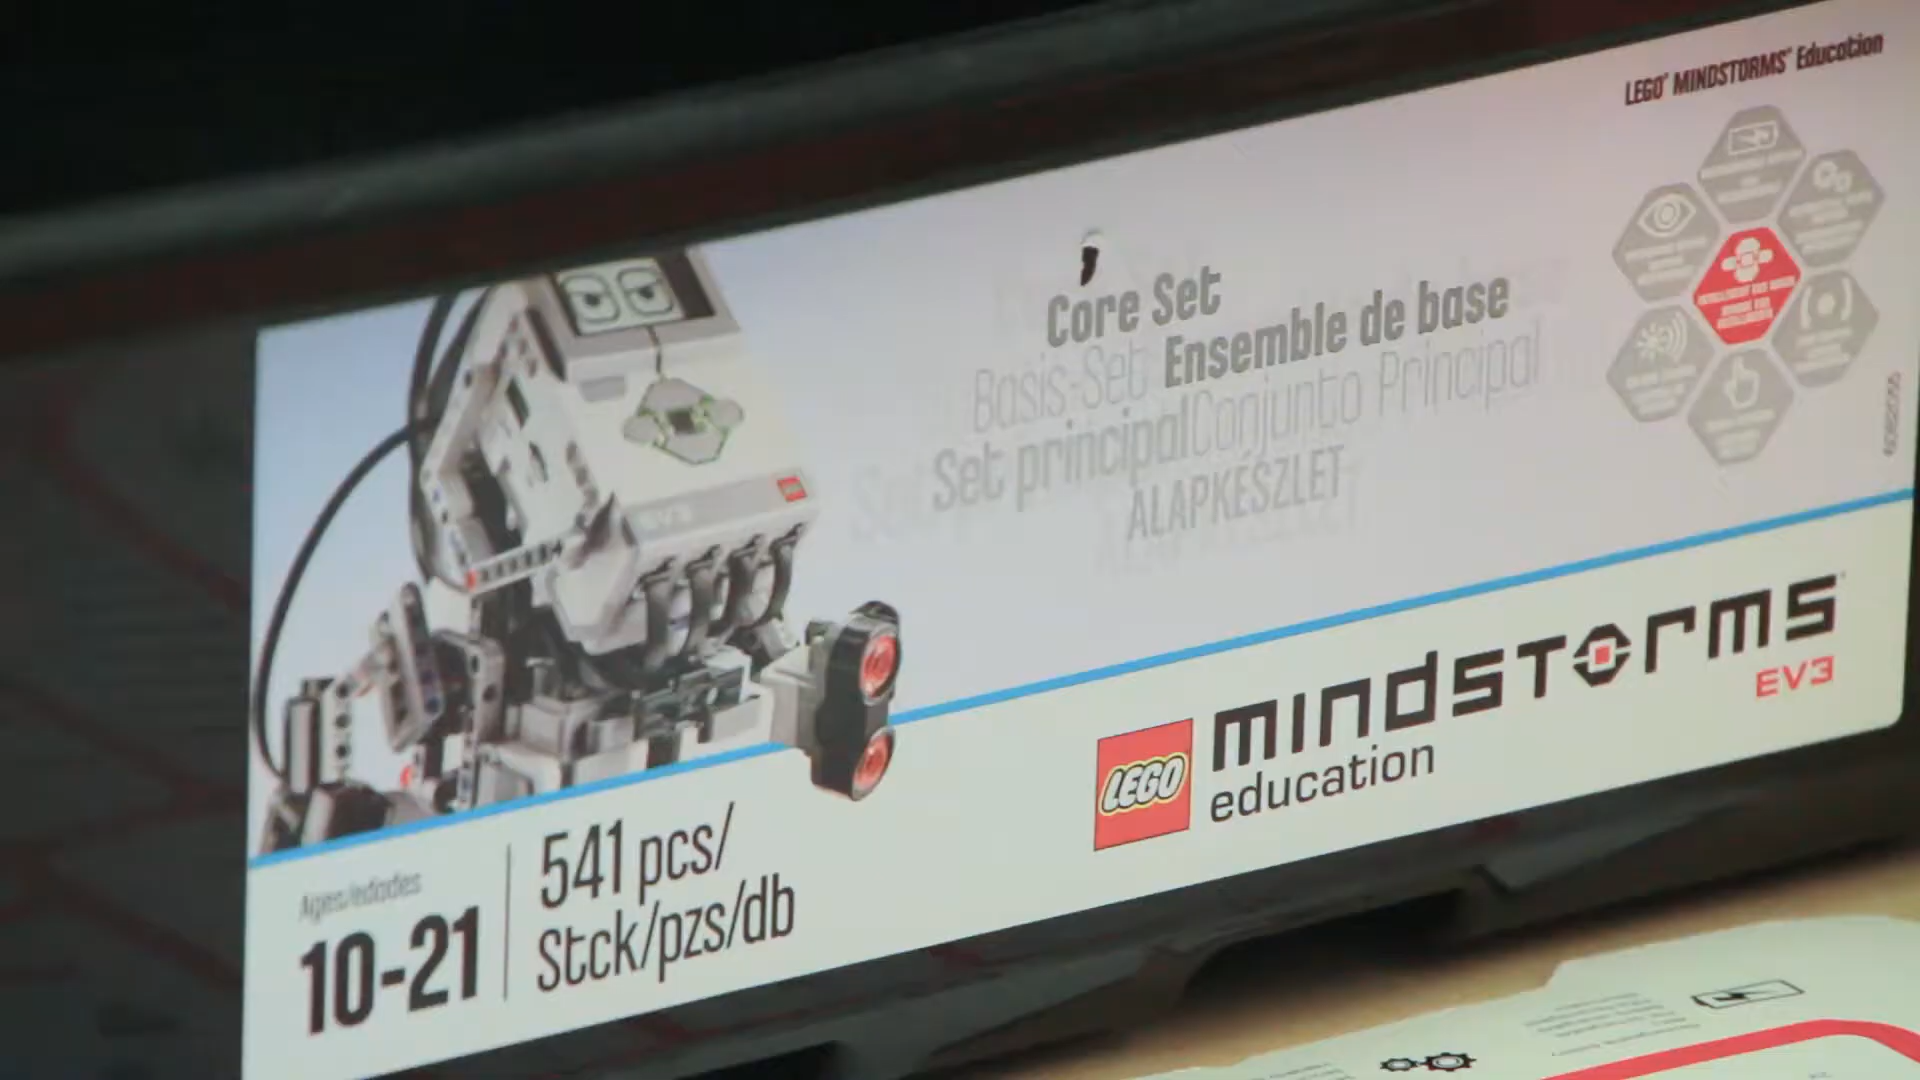 LEGO® MINDSTORMS® Education
Core Set
Basis-Set Ensemble de base
Set principal Conjunto Principal
ALAPKÉSZLET
EV3
LEGO mindstorms
EV3
education
Ages/edades
10-21
541 pcs/
Stck/pzs/db